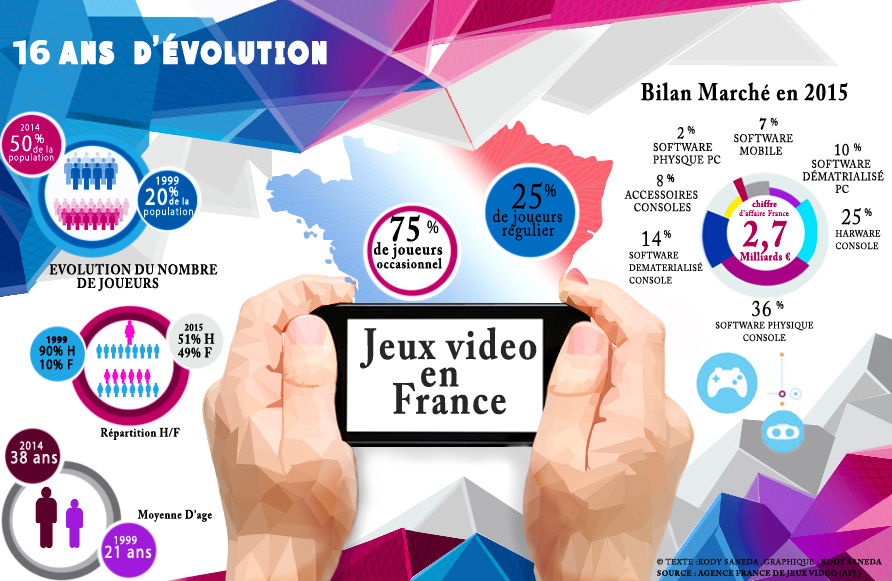 16 ANS D'ÉVOLUTION
2014
50%
de la
population
1999
20%
de la
population
EVOLUTION DU NOMBRE
DE JOUEURS
1999
90% H
10% F
2015
51% H
49% F
Répartition H/F
2014
38 ans
Moyenne D'age
1999
21 ans
75 %
de joueurs
occasionnel
25%
de joueurs
régulier
Jeux video
en
France
Bilan Marché en 2015
2 %
SOFTWARE
PHYSQUE PC
7 %
SOFTWARE
MOBILE
10 %
SOFTWARE
DÉMATRIALISÉ
PC
8 %
ACCESSOIRES
CONSOLES
25%
HARWARE
CONSOLE
14%
SOFTWARE
DEMATERIALISÉ
CONSOLE
36 %
SOFTWARE PHYSIQUE
CONSOLE
chiffre
d'affaire France
2,7
Milliards €
© TEXTE :KODY SANEDA ,GRAPHIQUE : KODY SANEDA
SOURCE : AGENCE FRANCE DE JEUX VIDEO (AFJ)